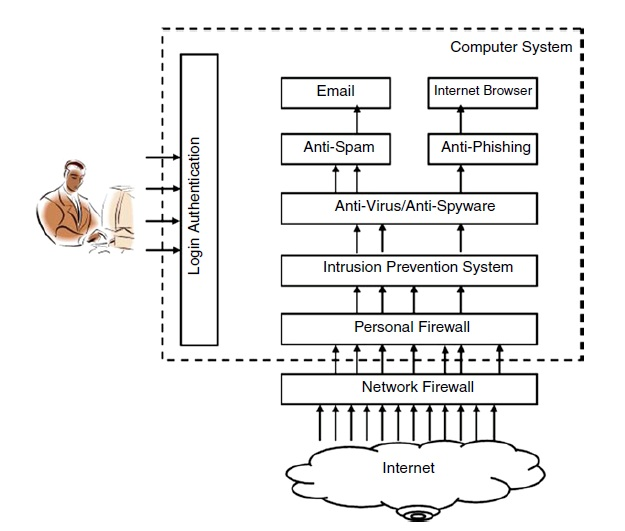 Computer System
Email
Internet Browser
Login Authentication
Anti-Spam
Anti-Phishing
Anti-Virus/Anti-Spyware
Intrusion Prevention System
Personal Firewall
Network Firewall
Internet